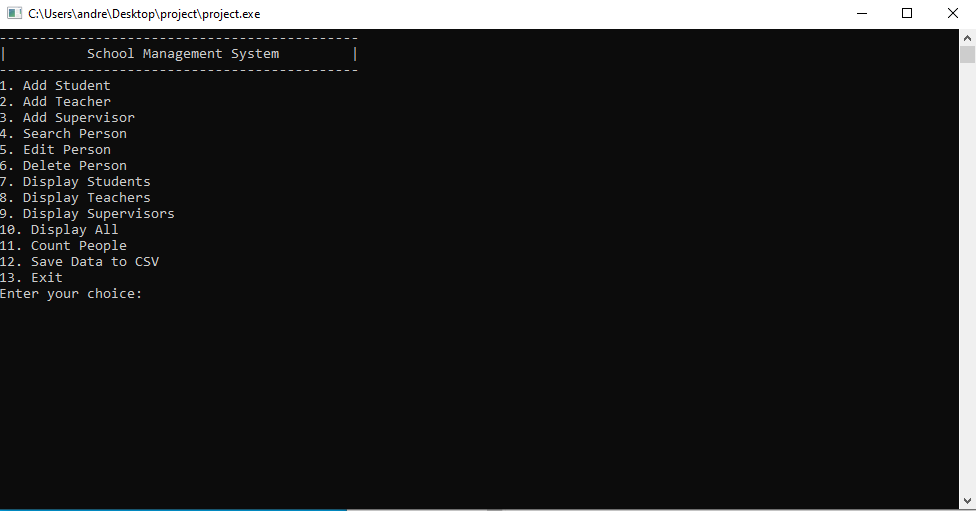 C:\Users\andre\Desktop\project\project.exe
---------------------------------------------
|          School Management System         |
---------------------------------------------
1. Add Student
2. Add Teacher
3. Add Supervisor
4. Search Person
5. Edit Person
6. Delete Person
7. Display Students
8. Display Teachers
9. Display Supervisors
10. Display All
11. Count People
12. Save Data to CSV
13. Exit
Enter your choice: